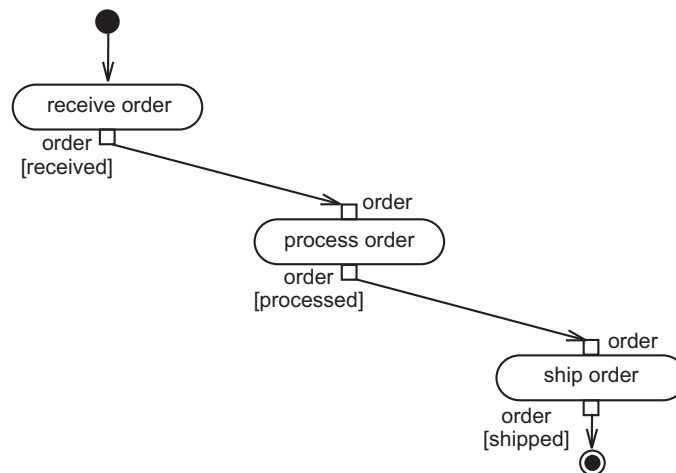 receive order
order
[received]
order
process order
order
[processed]
order
ship order
order
[shipped]